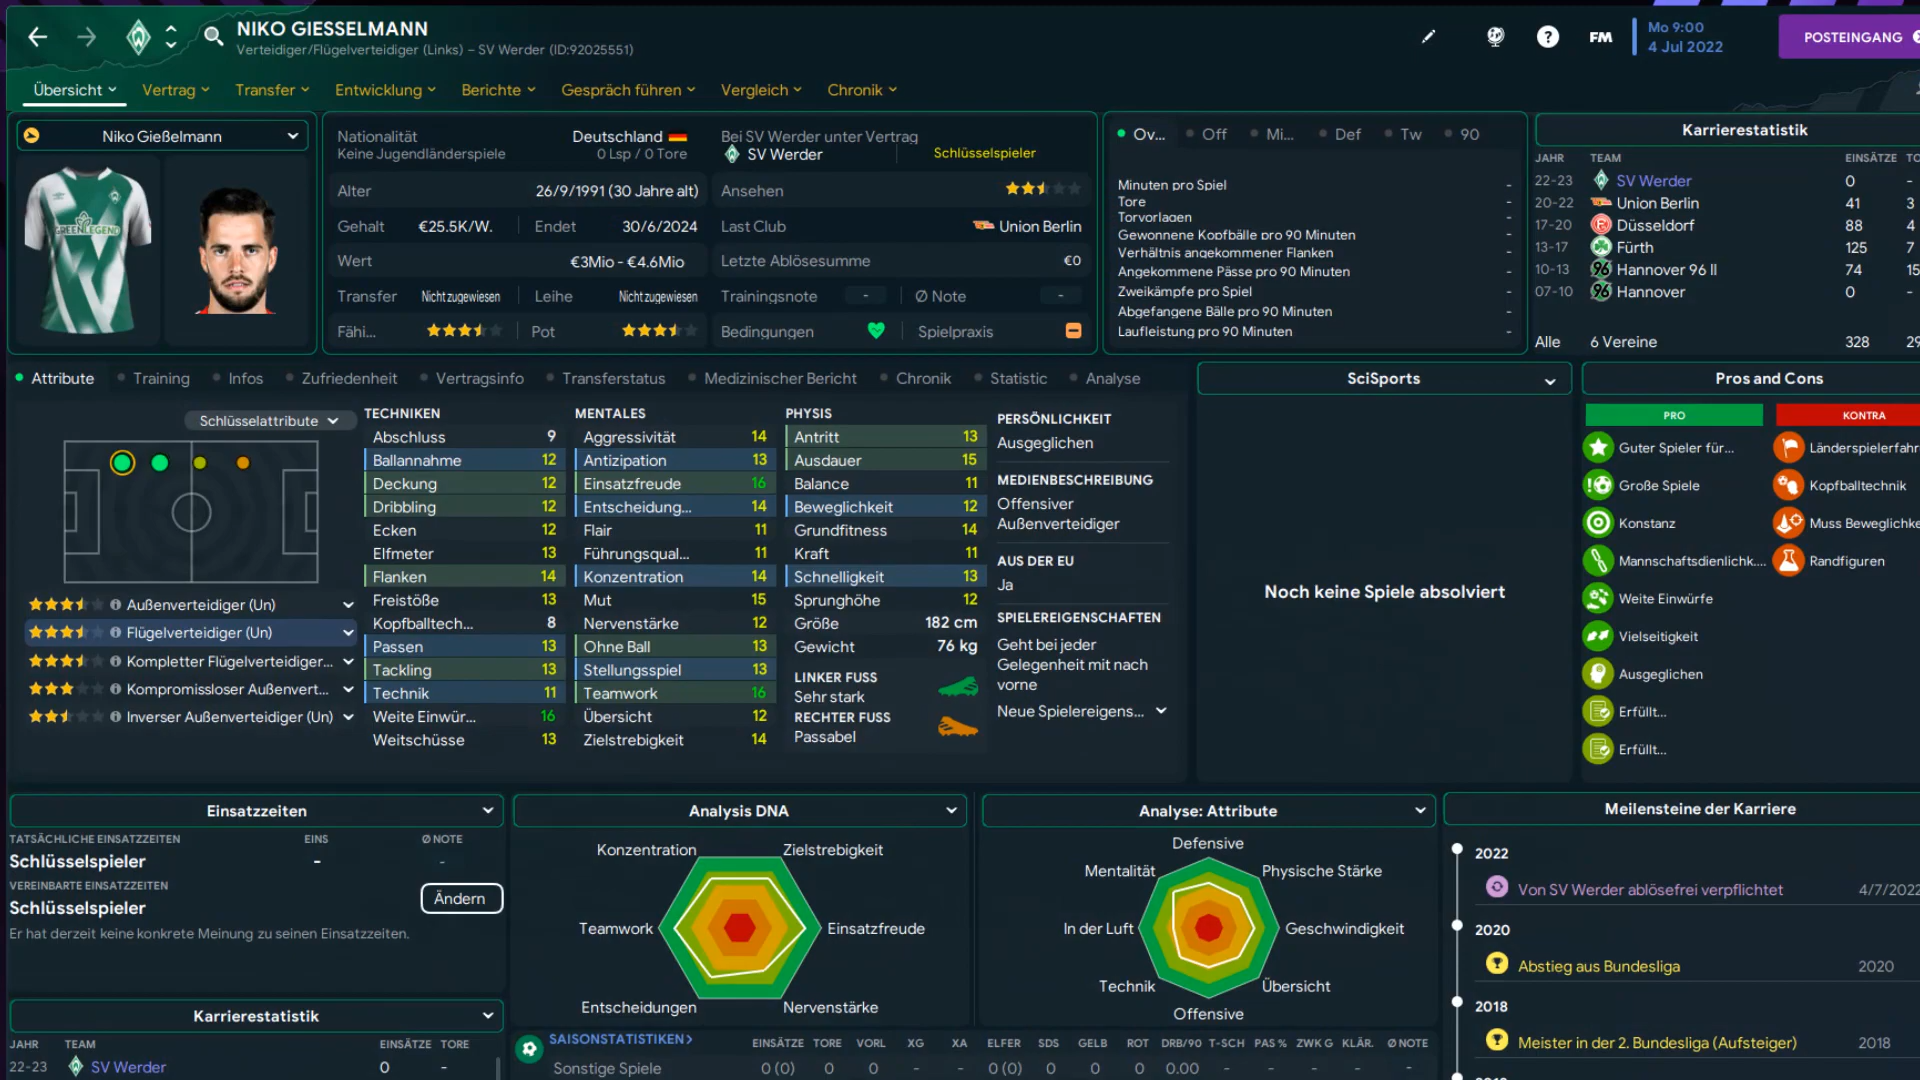 NIKO GIESSELMANN
Verteidiger/Flügelverteidiger (Links) – SV Werder (ID:92025551)
FM
Mo 9:00
4 Jul 2022
POSTEINGANG
Übersicht
Vertrag
Transfer
Entwicklung
Berichte
Gespräch führen
Vergleich
Chronik
Niko Gießelmann
GREENLEGEND
Nationalität Deutschland
Keine Jugendländerspiele 0 Lsp / 0 Tore
Alter 26/9/1991 (30 Jahre alt)
Gehalt €25.5K/W. Endet 30/6/2024
Wert €3Mio - €4.6Mio
Transfer Nicht zugewiesen Leihe Nicht zugewiesen
Fähi... Pot
Bei SV Werder unter Vertrag
SV Werder Schlüsselspieler
Ansehen
Last Club Union Berlin
Letzte Ablösesumme €0
Trainingsnote - Ø Note -
Bedingungen Spielpraxis
Ov... Off Mi... Def Tw 90
Minuten pro Spiel -
Tore -
Torvorlagen -
Gewonnene Kopfbälle pro 90 Minuten -
Verhältnis angekommener Flanken -
Angekommene Pässe pro 90 Minuten -
Zweikämpfe pro Spiel -
Abgefangene Bälle pro 90 Minuten -
Laufleistung pro 90 Minuten -
Karrierestatistik
JAHR TEAM EINSÄTZE
22-23 SV Werder 0 -
20-22 Union Berlin 41 3
17-20 Düsseldorf 88 4
13-17 Fürth 125 7
10-13 Hannover 96 II 74 15
07-10 Hannover 0 -
Alle 6 Vereine 328 29
Attribute Training Infos Zufriedenheit Vertragsinfo Transferstatus Medizinischer Bericht Chronik Statistic Analyse
Schlüsselattribute
Außenverteidiger (Un)
Flügelverteidiger (Un)
Kompletter Flügelverteidiger...
Kompromissloser Außenvert...
Inverser Außenverteidiger (Un)
TECHNIKEN
Abschluss 9
Ballannahme 12
Deckung 12
Dribbling 12
Ecken 12
Elfmeter 13
Flanken 14
Freistöße 13
Kopfballtech... 8
Passen 13
Tackling 13
Technik 11
Weite Einwür... 16
Weitschüsse 13
MENTALES
Aggressivität 14
Antizipation 13
Einsatzfreude 16
Entscheidung... 14
Flair 11
Führungsqual... 11
Konzentration 14
Mut 15
Nervenstärke 12
Ohne Ball 13
Stellungsspiel 13
Teamwork 16
Übersicht 12
Zielstrebigkeit 14
PHYSIS
Antritt 13
Ausdauer 15
Balance 11
Beweglichkeit 12
Grundfitness 14
Kraft 11
Schnelligkeit 13
Sprunghöhe 12
Größe 182 cm
Gewicht 76 kg
LINKER FUSS
Sehr stark
RECHTER FUSS
Passabel
PERSÖNLICHKEIT
Ausgeglichen
MEDIENBESCHREIBUNG
Offensiver
Außenverteidiger
AUS DER EU
Ja
SPIELEREIGENSCHAFTEN
Geht bei jeder
Gelegenheit mit nach
vorne
Neue Spielereigens...
SciSports
Noch keine Spiele absolviert
Pros and Cons
PRO
Guter Spieler für...
Große Spiele
Konstanz
Mannschaftsdienlichk...
Weite Einwürfe
Vielseitigkeit
Ausgeglichen
Erfüllt...
Erfüllt...
KONTRA
Länderspielerfahr
Kopfballtechnik
Muss Beweglichke
Randfiguren
Einsatzzeiten
TATSÄCHLICHE EINSATZZEITEN EINS Ø NOTE
Schlüsselspieler - -
VEREINBARTE EINSATZZEITEN
Schlüsselspieler
Ändern
Er hat derzeit keine konkrete Meinung zu seinen Einsatzzeiten.
Karrierestatistik
JAHR TEAM EINSÄTZE TORE
22-23 SV Werder 0 -
Analysis DNA
Konzentration Zielstrebigkeit
Teamwork Einsatzfreude
Entscheidungen Nervenstärke
Analyse: Attribute
Defensive
Mentalität Physische Stärke
In der Luft Geschwindigkeit
Technik Übersicht
Offensive
SAISONSTATISTIKEN EINSÄTZE TORE VORL XG XA ELFER SDS GELB ROT DRB/90 T-SCH PAS % ZWK G KLÄR. Ø NOTE
Sonstige Spiele 0 (0) 0 0 - - 0 (0) 0 0 0 0.00 - - - - -
Meilensteine der Karriere
2022
Von SV Werder ablösefrei verpflichtet 4/7/2022
2020
Abstieg aus Bundesliga 2020
2018
Meister in der 2. Bundesliga (Aufsteiger) 2018